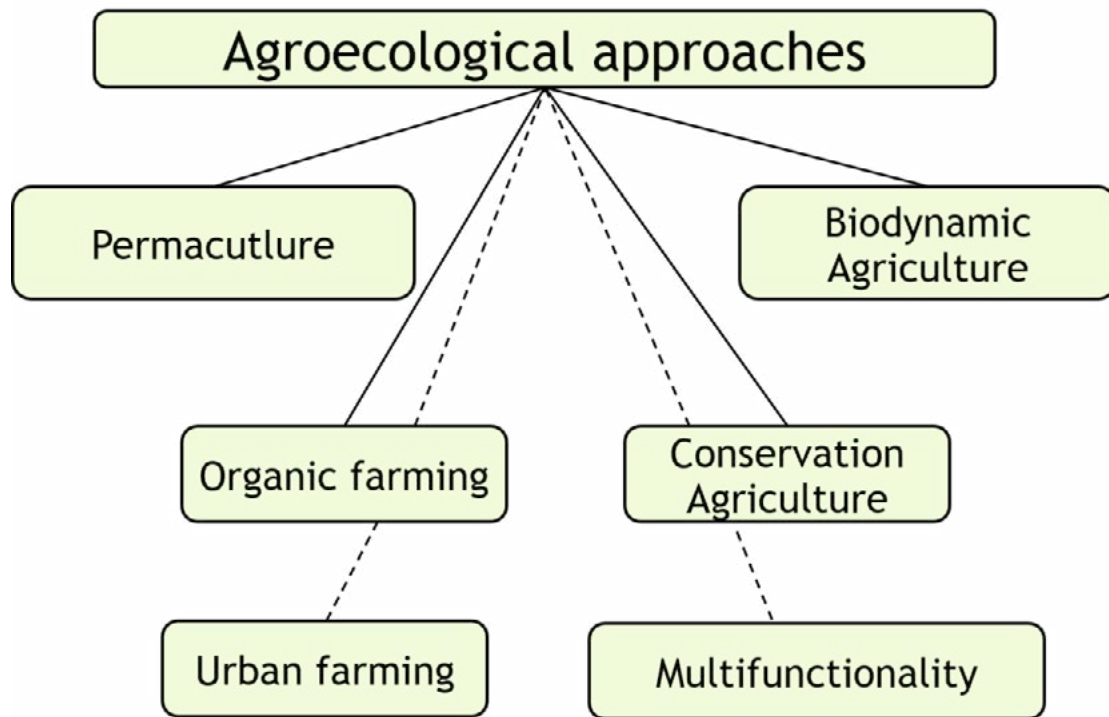 Agroecological approaches
Permacutlure
Biodynamic
Agriculture
Organic farming
Conservation
Agriculture
Urban farming
Multifunctionality